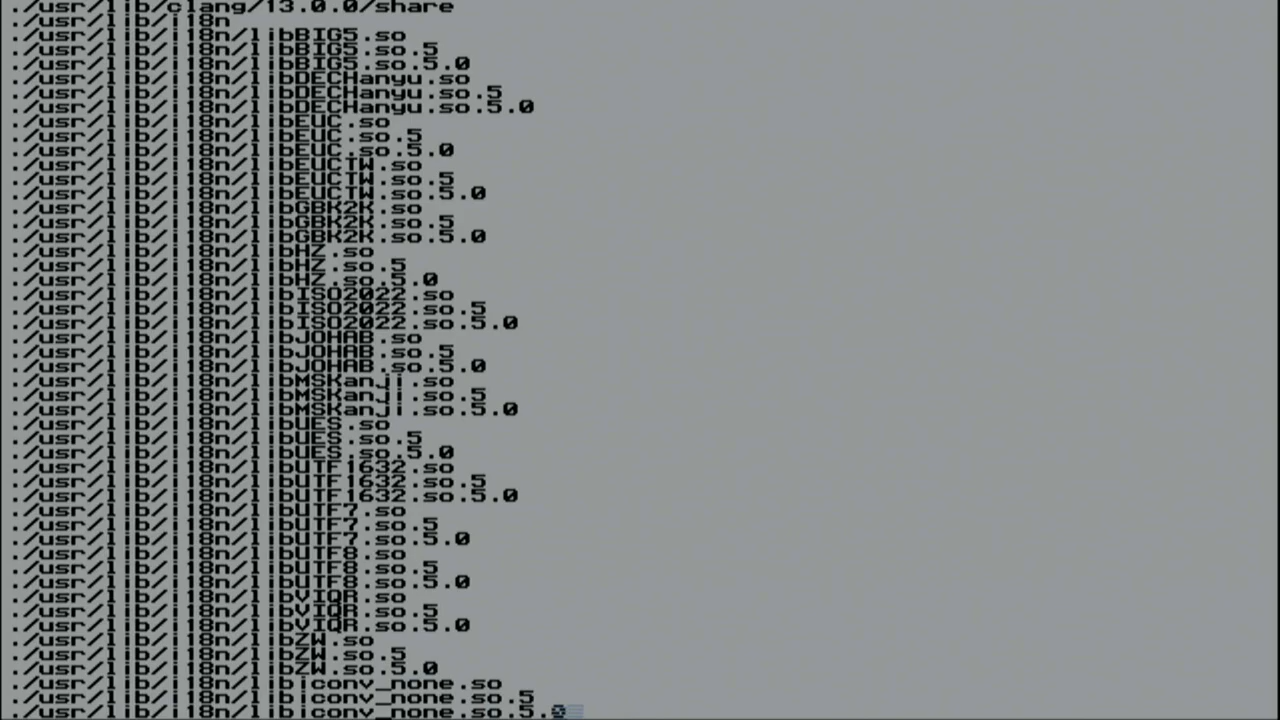 ./usr/lib/clang/13.0.0/share
./usr/lib/i18n
./usr/lib/i18n/libBIG5.so
./usr/lib/i18n/libBIG5.so.5
./usr/lib/i18n/libBIG5.so.5.0
./usr/lib/i18n/libDECHanyu.so
./usr/lib/i18n/libDECHanyu.so.5
./usr/lib/i18n/libDECHanyu.so.5.0
./usr/lib/i18n/libEUC.so
./usr/lib/i18n/libEUC.so.5
./usr/lib/i18n/libEUC.so.5.0
./usr/lib/i18n/libEUCTW.so
./usr/lib/i18n/libEUCTW.so.5
./usr/lib/i18n/libEUCTW.so.5.0
./usr/lib/i18n/libGBK2K.so
./usr/lib/i18n/libGBK2K.so.5
./usr/lib/i18n/libGBK2K.so.5.0
./usr/lib/i18n/libHZ.so
./usr/lib/i18n/libHZ.so.5
./usr/lib/i18n/libHZ.so.5.0
./usr/lib/i18n/libISO2022.so
./usr/lib/i18n/libISO2022.so.5
./usr/lib/i18n/libISO2022.so.5.0
./usr/lib/i18n/libJOHAB.so
./usr/lib/i18n/libJOHAB.so.5
./usr/lib/i18n/libJOHAB.so.5.0
./usr/lib/i18n/libMSKanji.so
./usr/lib/i18n/libMSKanji.so.5
./usr/lib/i18n/libMSKanji.so.5.0
./usr/lib/i18n/libUES.so
./usr/lib/i18n/libUES.so.5
./usr/lib/i18n/libUES.so.5.0
./usr/lib/i18n/libUTF1632.so
./usr/lib/i18n/libUTF1632.so.5
./usr/lib/i18n/libUTF1632.so.5.0
./usr/lib/i18n/libUTF7.so
./usr/lib/i18n/libUTF7.so.5
./usr/lib/i18n/libUTF7.so.5.0
./usr/lib/i18n/libUTF8.so
./usr/lib/i18n/libUTF8.so.5
./usr/lib/i18n/libUTF8.so.5.0
./usr/lib/i18n/libVIQR.so
./usr/lib/i18n/libVIQR.so.5
./usr/lib/i18n/libVIQR.so.5.0
./usr/lib/i18n/libZW.so
./usr/lib/i18n/libZW.so.5
./usr/lib/i18n/libZW.so.5.0
./usr/lib/i18n/libiconv_none.so
./usr/lib/i18n/libiconv_none.so.5
./usr/lib/i18n/libiconv_none.so.5.0